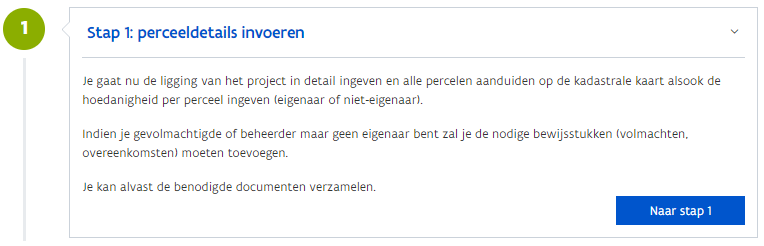 1
Stap 1: perceeldetails invoeren
Je gaat nu de ligging van het project in detail ingeven en alle percelen aanduiden op de kadastrale kaart alsook de
hoedanigheid per perceel ingeven (eigenaar of niet-eigenaar).
Indien je gevolmachtigde of beheerder maar geen eigenaar bent zal je de nodige bewijsstukken (volmachten,
overeenkomsten) moeten toevoegen.
Je kan alvast de benodigde documenten verzamelen.
Naar stap 1